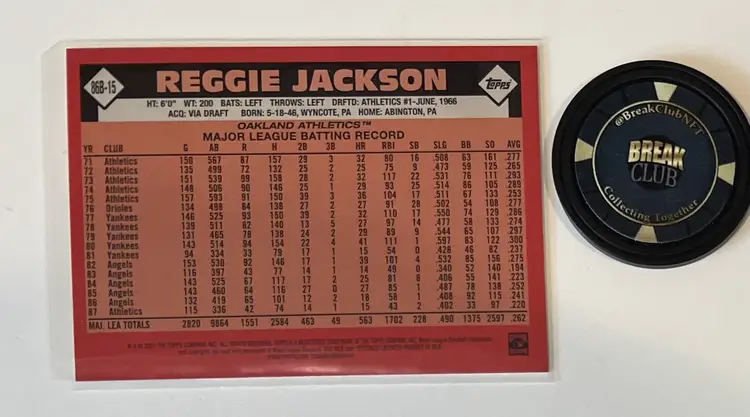 86B-15
REGGIE JACKSON
topps
HT: 6'0" WT: 200 BATS: LEFT THROWS: LEFT DRFTD: ATHLETICS #1-JUNE, 1966
ACQ: VIA DRAFT BORN: 5-18-46, WYNCOTE, PA HOME: ABINGTON, PA
OAKLAND ATHLETICS™
MAJOR LEAGUE BATTING RECORD
YR CLUB G AB R H 2B 3B HR RBI SB SLG BB SO AVG
71 Athletics 150 567 87 157 29 3 32 80 16 .508 63 161 .277
72 Athletics 135 499 72 132 25 2 25 75 9 .473 59 125 .265
73 Athletics 151 539 99 158 28 2 32 117 22 .531 76 111 .293
74 Athletics 148 506 90 146 25 1 29 93 25 .514 86 105 .289
75 Athletics 157 593 91 150 39 3 36 104 17 .511 67 133 .253
76 Orioles 134 498 84 138 27 2 27 91 28 .502 54 108 .277
77 Yankees 146 525 93 150 39 2 32 110 17 .550 74 129 .286
78 Yankees 139 511 82 140 13 5 27 97 14 .477 58 133 .274
79 Yankees 131 465 78 138 24 2 29 89 9 .544 65 107 .297
80 Yankees 143 514 94 154 22 4 41 111 1 .597 83 122 .300
81 Yankees 94 334 33 79 17 1 15 54 0 .428 46 82 .237
82 Angels 153 530 92 146 17 1 39 101 4 .532 85 156 .275
83 Angels 116 397 43 77 14 1 14 49 0 .340 52 140 .194
84 Angels 143 525 67 117 17 2 25 81 8 .406 55 141 .223
85 Angels 143 460 64 116 27 0 27 85 1 .487 78 138 .252
86 Angels 132 419 65 101 12 2 18 58 1 .408 92 115 .241
87 Athletics 115 336 42 74 14 1 15 43 2 .402 33 97 .220
MAJ. LEA TOTALS 2820 9864 1551 2584 463 49 563 1702 228 .490 1375 2597 .262
@BreakClubNFT
BREAK
CLUB
Collecting Together